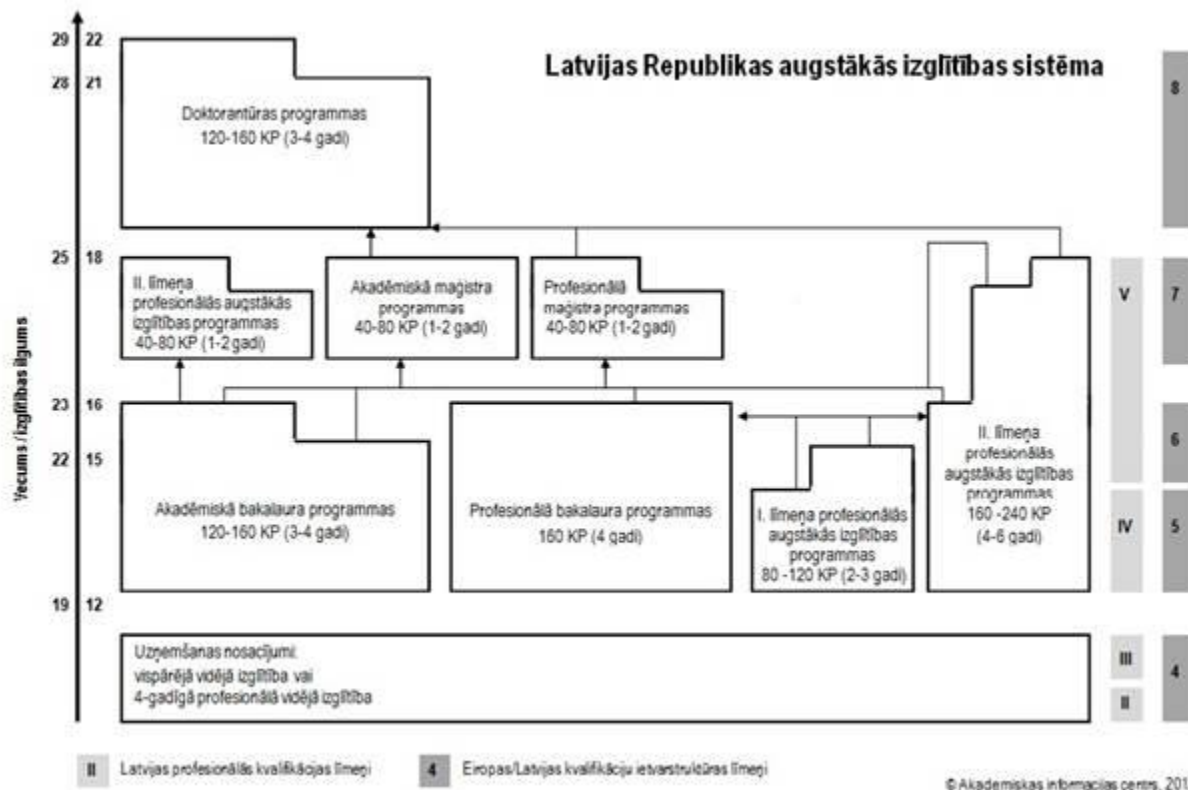 Latvijas Republikas augstākās izglītības sistēma
29 22
28 21
25 18
23 16
22 15
19 12
Vecums / izglītības ilgums
Doktorantūras programmas
120-160 KP (3-4 gadi)
II. līmeņa
profesionālās augstākās
izglītības programmas
40-80 KP (1-2 gadi)
Akadēmiskā maģistra
programmas
40-80 KP (1-2 gadi)
Profesionālā
maģistra programmas
40-80 KP (1-2 gadi)
Akadēmiskā bakalaura programmas
120-160 KP (3-4 gadi)
Profesionālā bakalaura programmas
160 KP (4 gadi)
I. līmeņa profesionālās
augstākās izglītības
programmas
80 -120 KP (2-3 gadi)
II. līmeņa
profesionālās
augstākās izglītības
programmas
160 -240 KP
(4-6 gadi)
Uzņemšanas nosacījumi:
vispārējā vidējā izglītība vai
4-gadīgā profesionālā vidējā izglītība
V
IV
III
II
8
7
6
5
4
II Latvijas profesionālās kvalifikācijas līmeņi
4 Eiropas/Latvijas kvalifikāciju ietvarstruktūras līmeņi
© Akadēmiskās informācijas centrs, 201